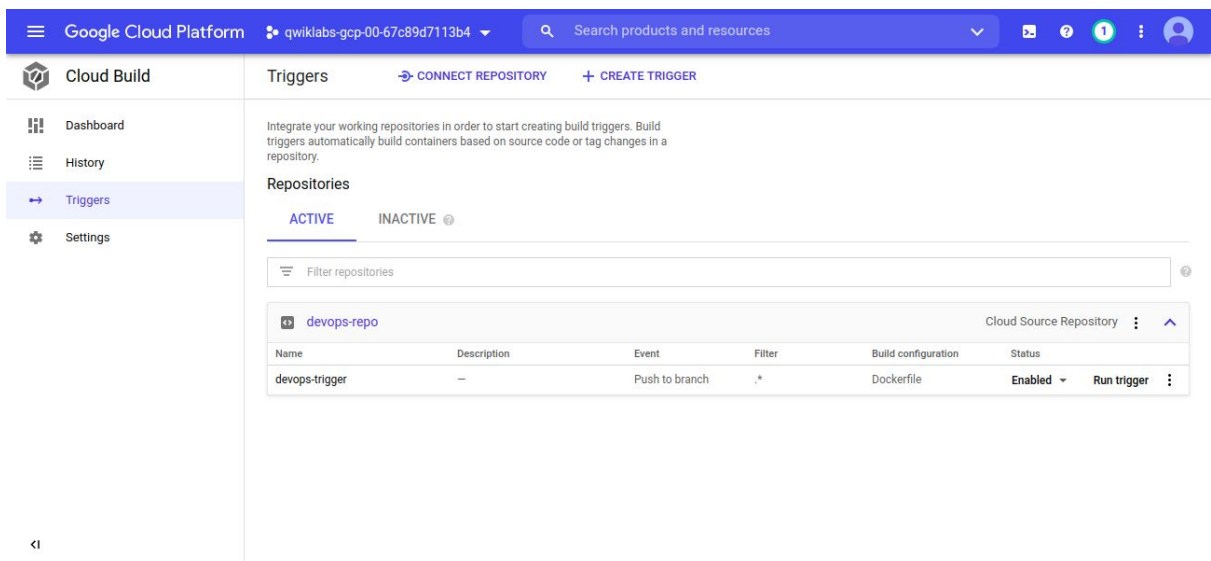 Google Cloud Platform qwiklabs-gcp-00-67c89d7113b4 Search products and resources 1
Cloud Build
Triggers CONNECT REPOSITORY CREATE TRIGGER
Dashboard
History
Triggers
Settings
Integrate your working repositories in order to start creating build triggers. Build
triggers automatically build containers based on source code or tag changes in a
repository.
Repositories
ACTIVE INACTIVE
Filter repositories
devops-repo Cloud Source Repository
Name Description Event Filter Build configuration Status
devops-trigger — Push to branch .* Dockerfile Enabled Run trigger